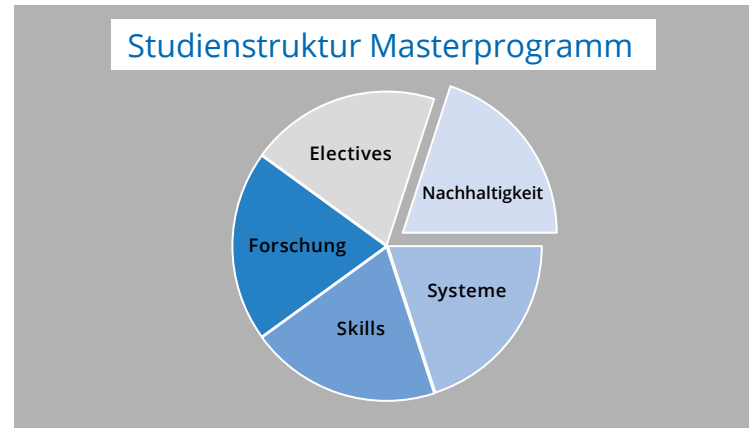 Studienstruktur Masterprogramm
Electives
Nachhaltigkeit
Forschung
Systeme
Skills